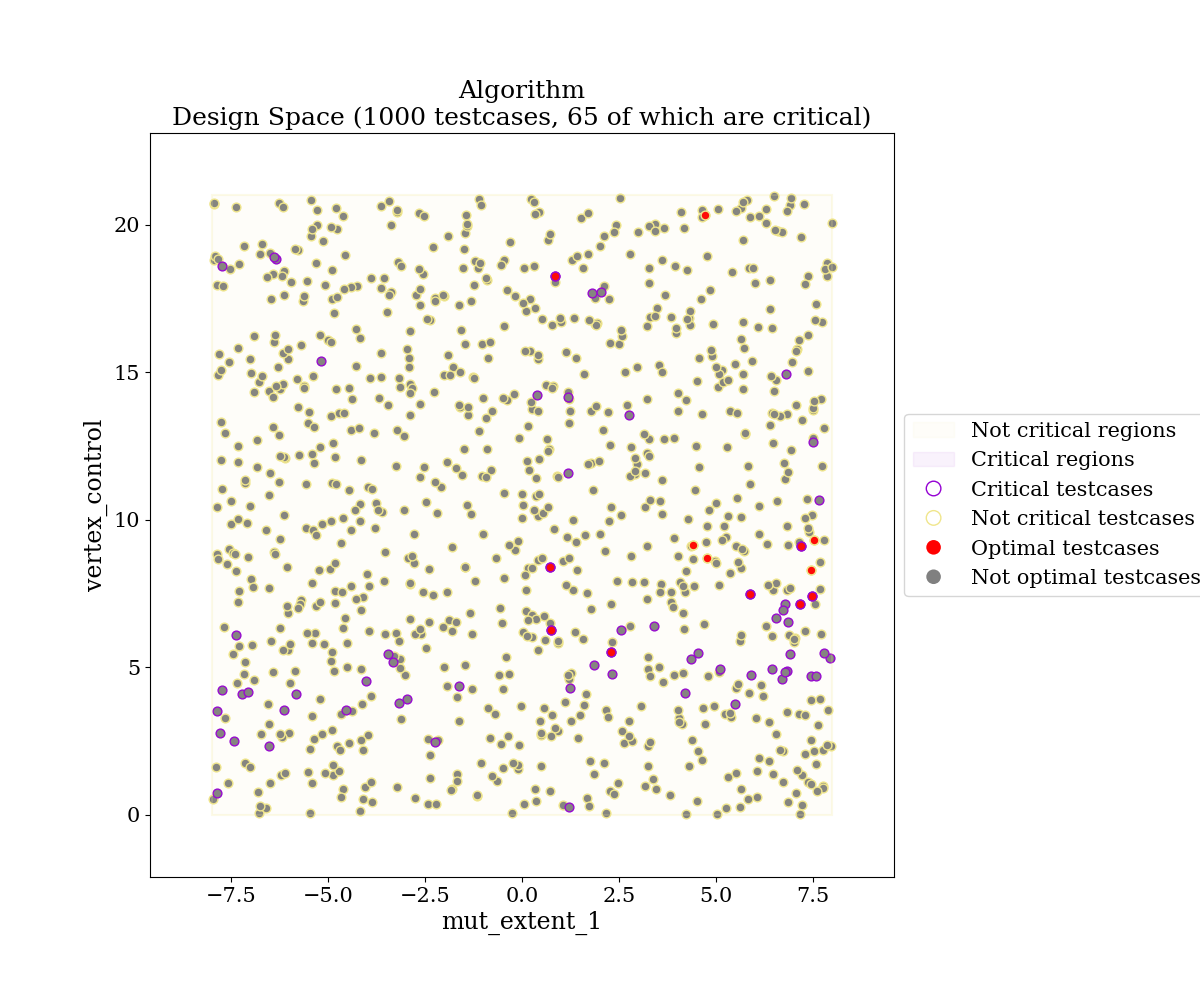 Algorithm
Design Space (1000 testcases, 65 of which are critical)
vertex_control
20
15
10
5
0
−7.5
−5.0
−2.5
0.0
2.5
5.0
7.5
mut_extent_1
Not critical regions
Critical regions
Critical testcases
Not critical testcases
Optimal testcases
Not optimal testcases